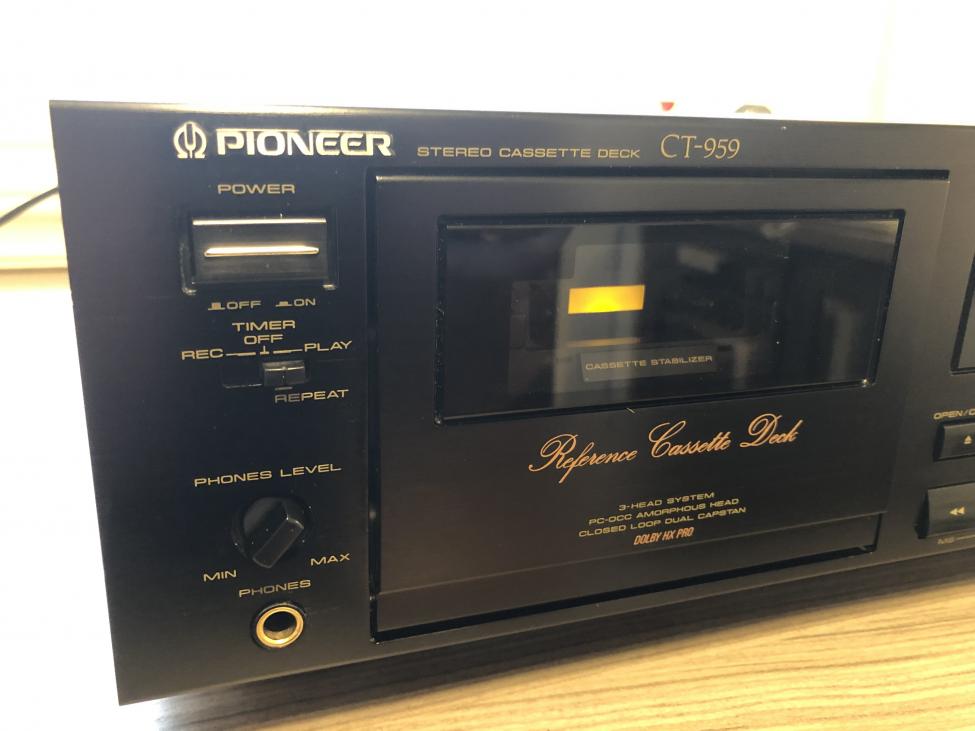 PIONEER STEREO CASSETTE DECK CT-959
POWER
OFF ON
TIMER
OFF
REC PLAY
REPEAT
PHONES LEVEL
MIN MAX
PHONES
CASSETTE STABILIZER
Reference Cassette Deck
3-HEAD SYSTEM
PC-OCC AMORPHOUS HEAD
CLOSED LOOP DUAL CAPSTAN
DOLBY HX PRO
OPEN/C